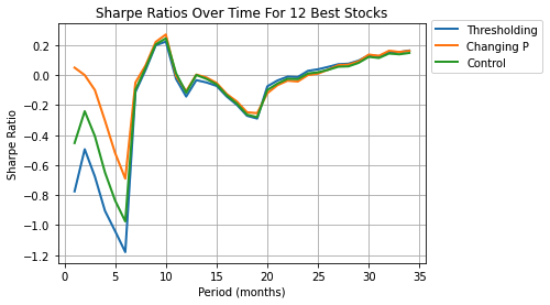 Sharpe Ratios Over Time For 12 Best Stocks
Thresholding
Changing P
Control
Sharpe Ratio
0.2
0.0
−0.2
−0.4
−0.6
−0.8
−1.0
−1.2
0 5 10 15 20 25 30 35
Period (months)